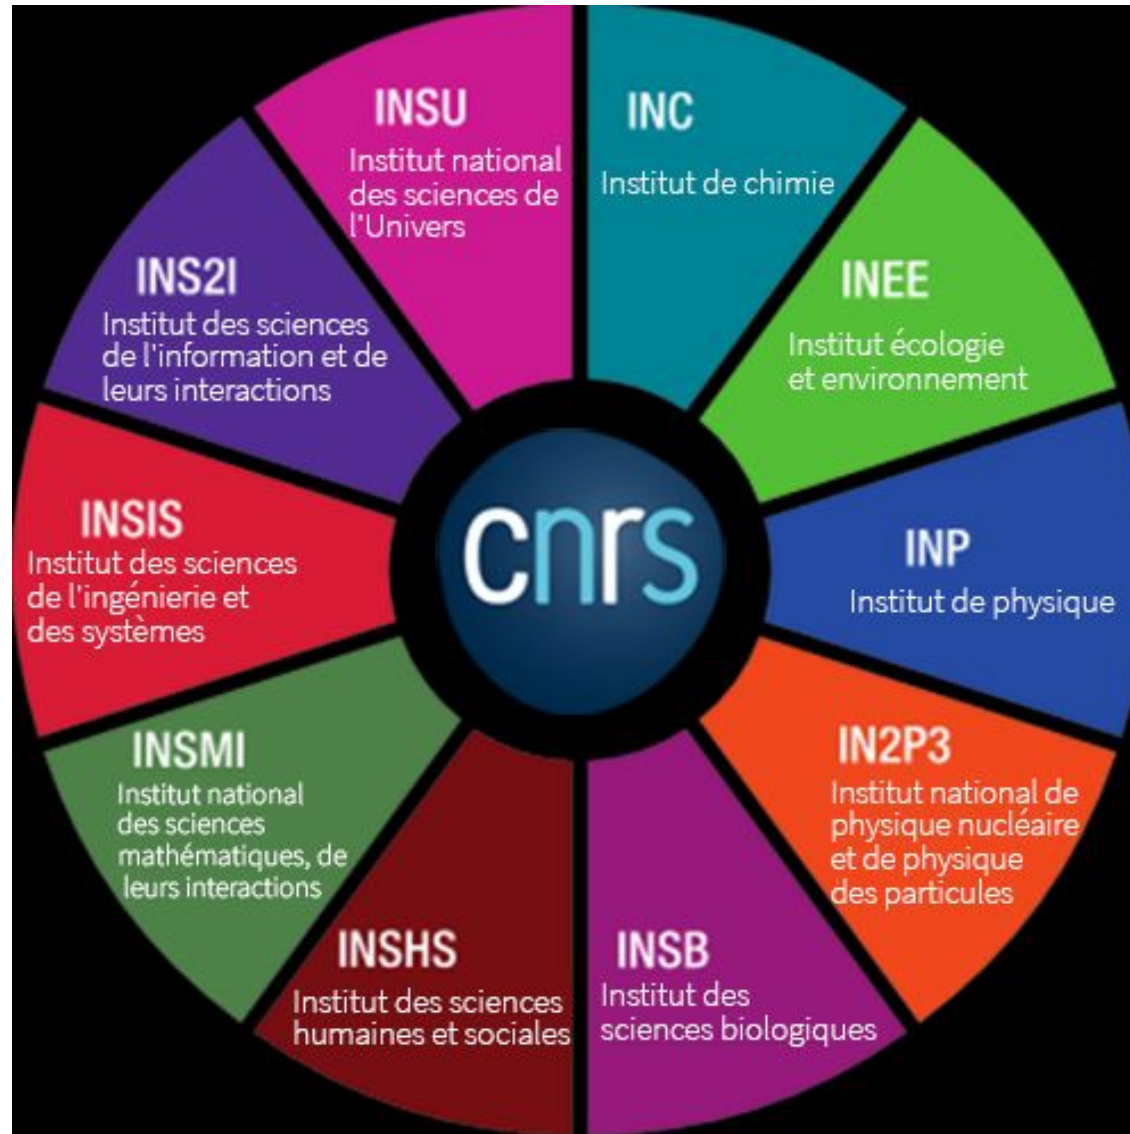 INSU
Institut national
des sciences de
l'Univers
INC
Institut de chimie
INEE
Institut écologie
et environnement
INP
Institut de physique
IN2P3
Institut national de
physique nucléaire
et de physique
des particules
INSB
Institut des
sciences biologiques
INSHS
Institut des sciences
humaines et sociales
INSMI
Institut national
des sciences
mathématiques, de
leurs interactions
INSIS
Institut des sciences
de l'ingénierie et
des systèmes
INS2I
Institut des sciences
de l'information et de
leurs interactions
cnrs